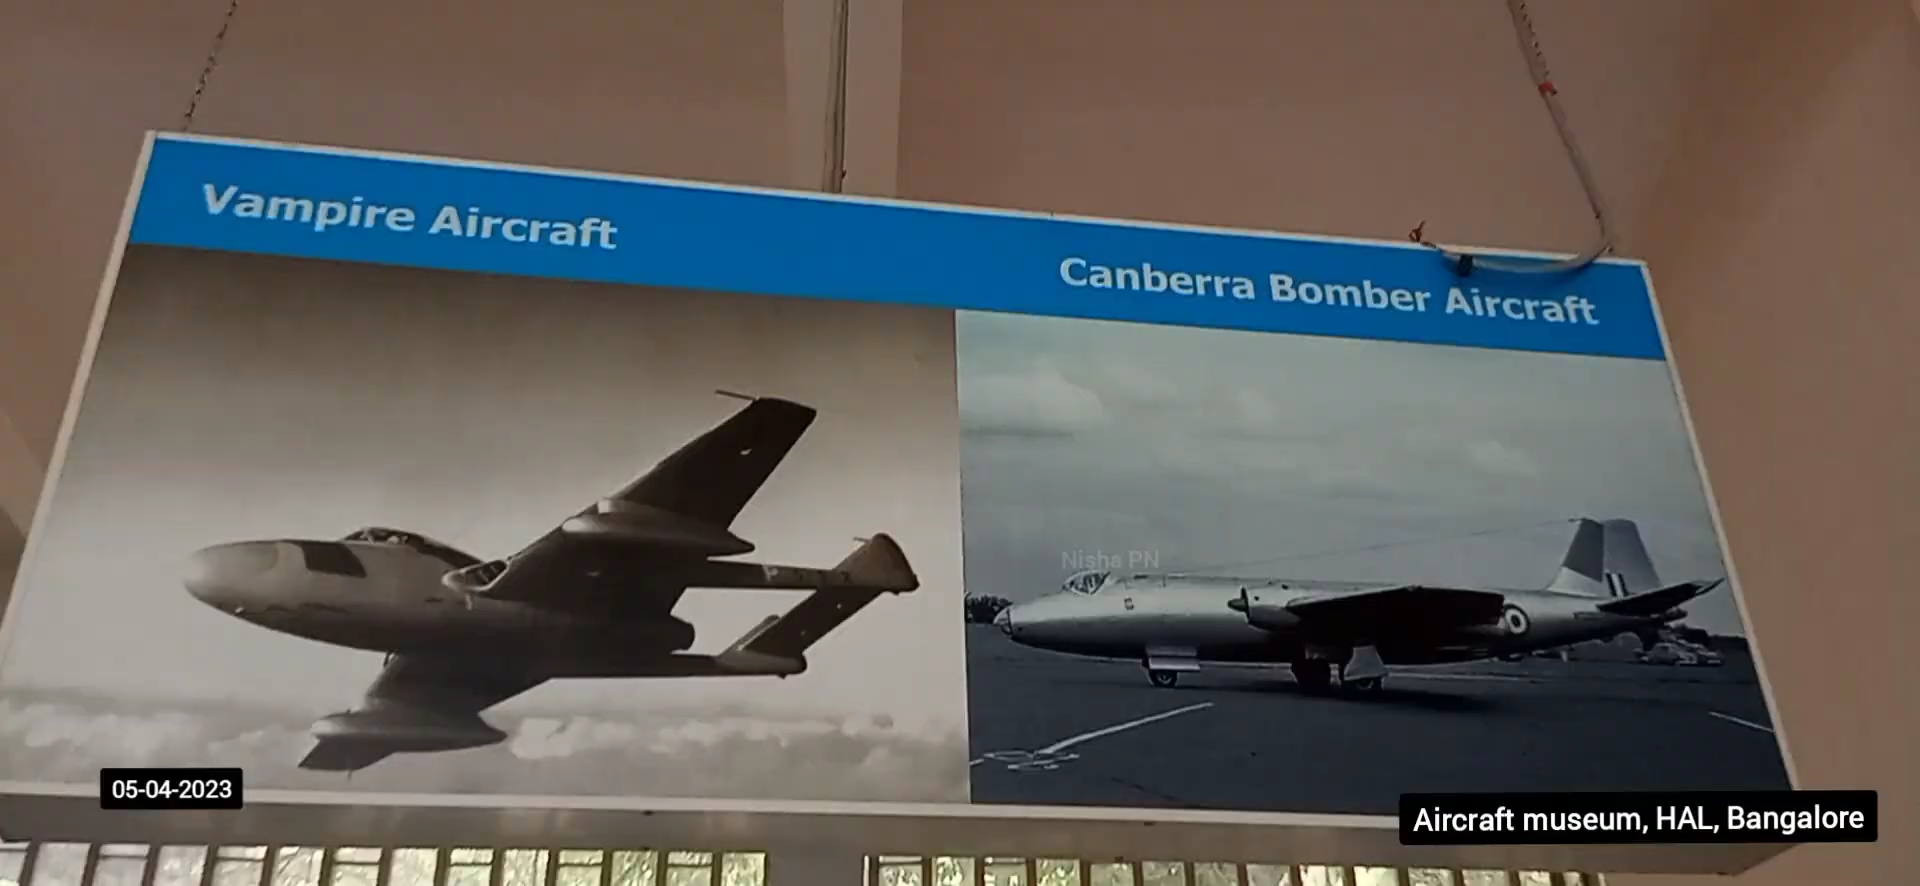 Vampire Aircraft
Canberra Bomber Aircraft
Nisha PN
05-04-2023
Aircraft museum, HAL, Bangalore